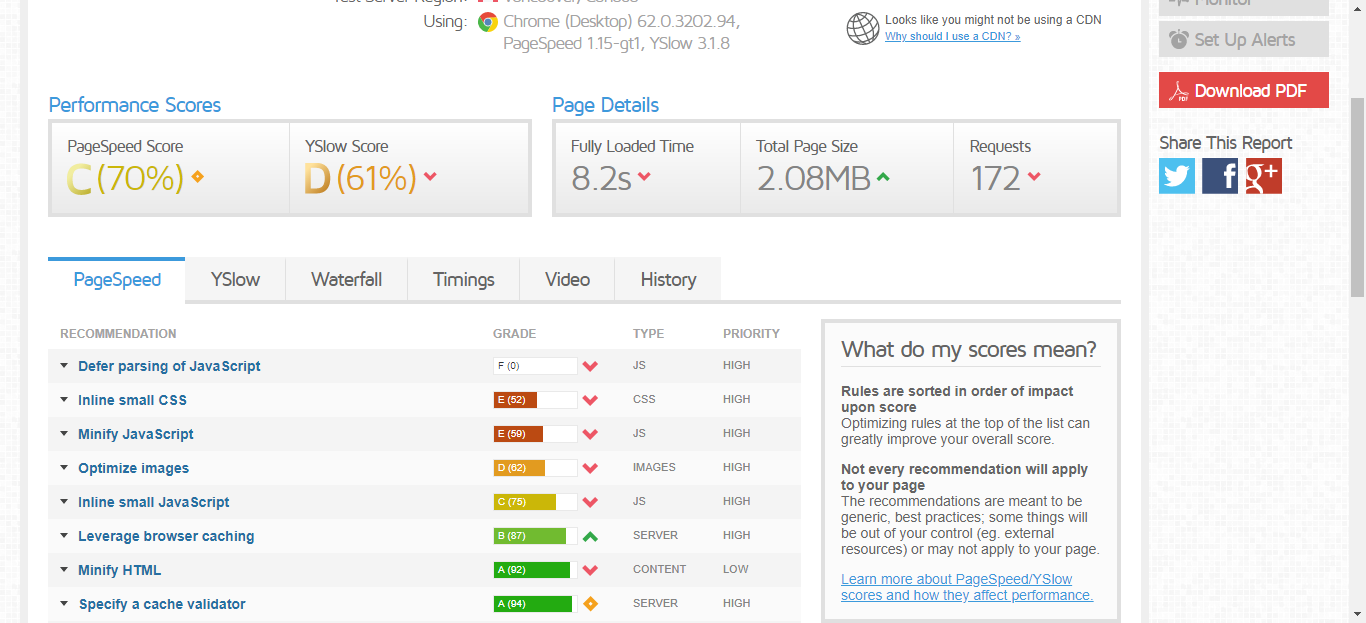 Using: Chrome (Desktop) 62.0.3202.94,
PageSpeed 1.15-gt1, YSlow 3.1.8
Looks like you might not be using a CDN
Why should I use a CDN? »
Monitor
Set Up Alerts
Download PDF
Share This Report
Performance Scores
PageSpeed Score
C (70%)
YSlow Score
D (61%)
Page Details
Fully Loaded Time
8.2s
Total Page Size
2.08MB
Requests
172
PageSpeed
YSlow
Waterfall
Timings
Video
History
RECOMMENDATION GRADE TYPE PRIORITY
Defer parsing of JavaScript F (0) JS HIGH
Inline small CSS E (52) CSS HIGH
Minify JavaScript E (59) JS HIGH
Optimize images D (62) IMAGES HIGH
Inline small JavaScript C (75) JS HIGH
Leverage browser caching B (87) SERVER HIGH
Minify HTML A (92) CONTENT LOW
Specify a cache validator A (94) SERVER HIGH
What do my scores mean?
Rules are sorted in order of impact
upon score
Optimizing rules at the top of the list can
greatly improve your overall score.
Not every recommendation will apply
to your page
The recommendations are meant to be
generic, best practices; some things will
be out of your control (eg. external
resources) or may not apply to your page.
Learn more about PageSpeed/YSlow
scores and how they affect performance.